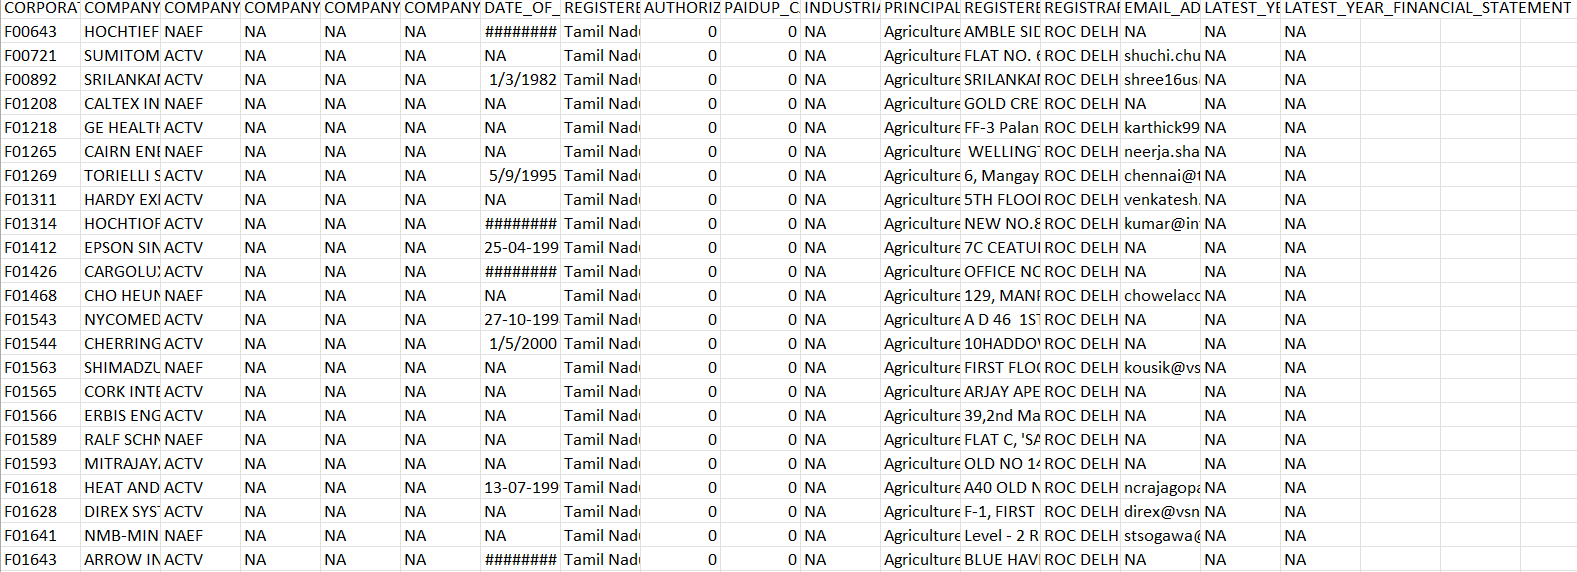 CORPORAT COMPANY COMPANY COMPANY COMPANY COMPANY DATE_OF_ REGISTERE AUTHORIZ PAIDUP_C INDUSTRIA PRINCIPAL REGISTERE REGISTRAR EMAIL_AD LATEST_YE LATEST_YEAR_FINANCIAL_STATEMENT
F00643 HOCHTIEF NAEF NA NA NA ######## Tamil Nadu 0 0 NA Agriculture AMBLE SID ROC DELH NA NA NA
F00721 SUMITOM ACTV NA NA NA NA Tamil Nadu 0 0 NA Agriculture FLAT NO. 6 ROC DELH shuchi.chu NA NA
F00892 SRILANKAN ACTV NA NA NA 1/3/1982 Tamil Nadu 0 0 NA Agriculture SRILANKAN ROC DELH shree16us NA NA
F01208 CALTEX IN NAEF NA NA NA NA Tamil Nadu 0 0 NA Agriculture GOLD CRE ROC DELH NA NA NA
F01218 GE HEALTH ACTV NA NA NA NA Tamil Nadu 0 0 NA Agriculture FF-3 Palan ROC DELH karthick99 NA NA
F01265 CAIRN ENE NAEF NA NA NA NA Tamil Nadu 0 0 NA Agriculture WELLINGT ROC DELH neerja.sha NA NA
F01269 TORIELLI S ACTV NA NA NA 5/9/1995 Tamil Nadu 0 0 NA Agriculture 6, Mangay ROC DELH chennai@t NA NA
F01311 HARDY EXP ACTV NA NA NA NA Tamil Nadu 0 0 NA Agriculture 5TH FLOOR ROC DELH venkatesh. NA NA
F01314 HOCHTIOF ACTV NA NA NA ######## Tamil Nadu 0 0 NA Agriculture NEW NO.8 ROC DELH kumar@in NA NA
F01412 EPSON SIN ACTV NA NA NA 25-04-199 Tamil Nadu 0 0 NA Agriculture 7C CEATUR ROC DELH NA NA NA
F01426 CARGOLUX ACTV NA NA NA ######## Tamil Nadu 0 0 NA Agriculture OFFICE NO ROC DELH NA NA NA
F01468 CHO HEUN NAEF NA NA NA NA Tamil Nadu 0 0 NA Agriculture 129, MANN ROC DELH chowelacc NA NA
F01543 NYCOMED ACTV NA NA NA 27-10-199 Tamil Nadu 0 0 NA Agriculture A D 46 1ST ROC DELH NA NA NA
F01544 CHERRING ACTV NA NA NA 1/5/2000 Tamil Nadu 0 0 NA Agriculture 10HADDOW ROC DELH NA NA NA
F01563 SHIMADZU NAEF NA NA NA NA Tamil Nadu 0 0 NA Agriculture FIRST FLOO ROC DELH kousik@vs NA NA
F01565 CORK INTE ACTV NA NA NA NA Tamil Nadu 0 0 NA Agriculture ARJAY APE ROC DELH NA NA NA
F01566 ERBIS ENG ACTV NA NA NA NA Tamil Nadu 0 0 NA Agriculture 39,2nd Ma ROC DELH NA NA NA
F01589 RALF SCHN NAEF NA NA NA NA Tamil Nadu 0 0 NA Agriculture FLAT C, 'SA ROC DELH NA NA NA
F01593 MITRAJAYA ACTV NA NA NA NA Tamil Nadu 0 0 NA Agriculture OLD NO 14 ROC DELH NA NA NA
F01618 HEAT AND ACTV NA NA NA 13-07-199 Tamil Nadu 0 0 NA Agriculture A40 OLD N ROC DELH ncrajagopa NA NA
F01628 DIREX SYST ACTV NA NA NA NA Tamil Nadu 0 0 NA Agriculture F-1, FIRST ROC DELH direx@vsn NA NA
F01641 NMB-MIN NAEF NA NA NA NA Tamil Nadu 0 0 NA Agriculture Level - 2 R ROC DELH stsogawa@ NA NA
F01643 ARROW IN ACTV NA NA NA ######## Tamil Nadu 0 0 NA Agriculture BLUE HAV ROC DELH NA NA NA